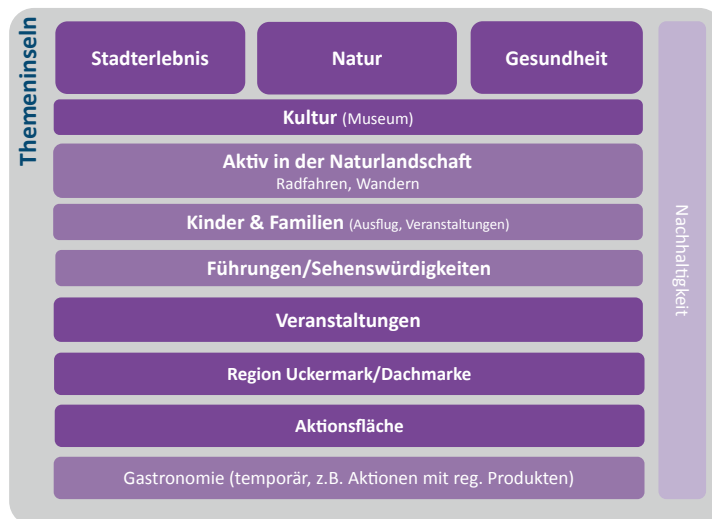 Themeninseln
Stadterlebnis
Natur
Gesundheit
Kultur (Museum)
Aktiv in der Naturlandschaft
Radfahren, Wandern
Kinder & Familien (Ausflug, Veranstaltungen)
Führungen/Sehenswürdigkeiten
Veranstaltungen
Region Uckermark/Dachmarke
Aktionsfläche
Gastronomie (temporär, z.B. Aktionen mit reg. Produkten)
Nachhaltigkeit